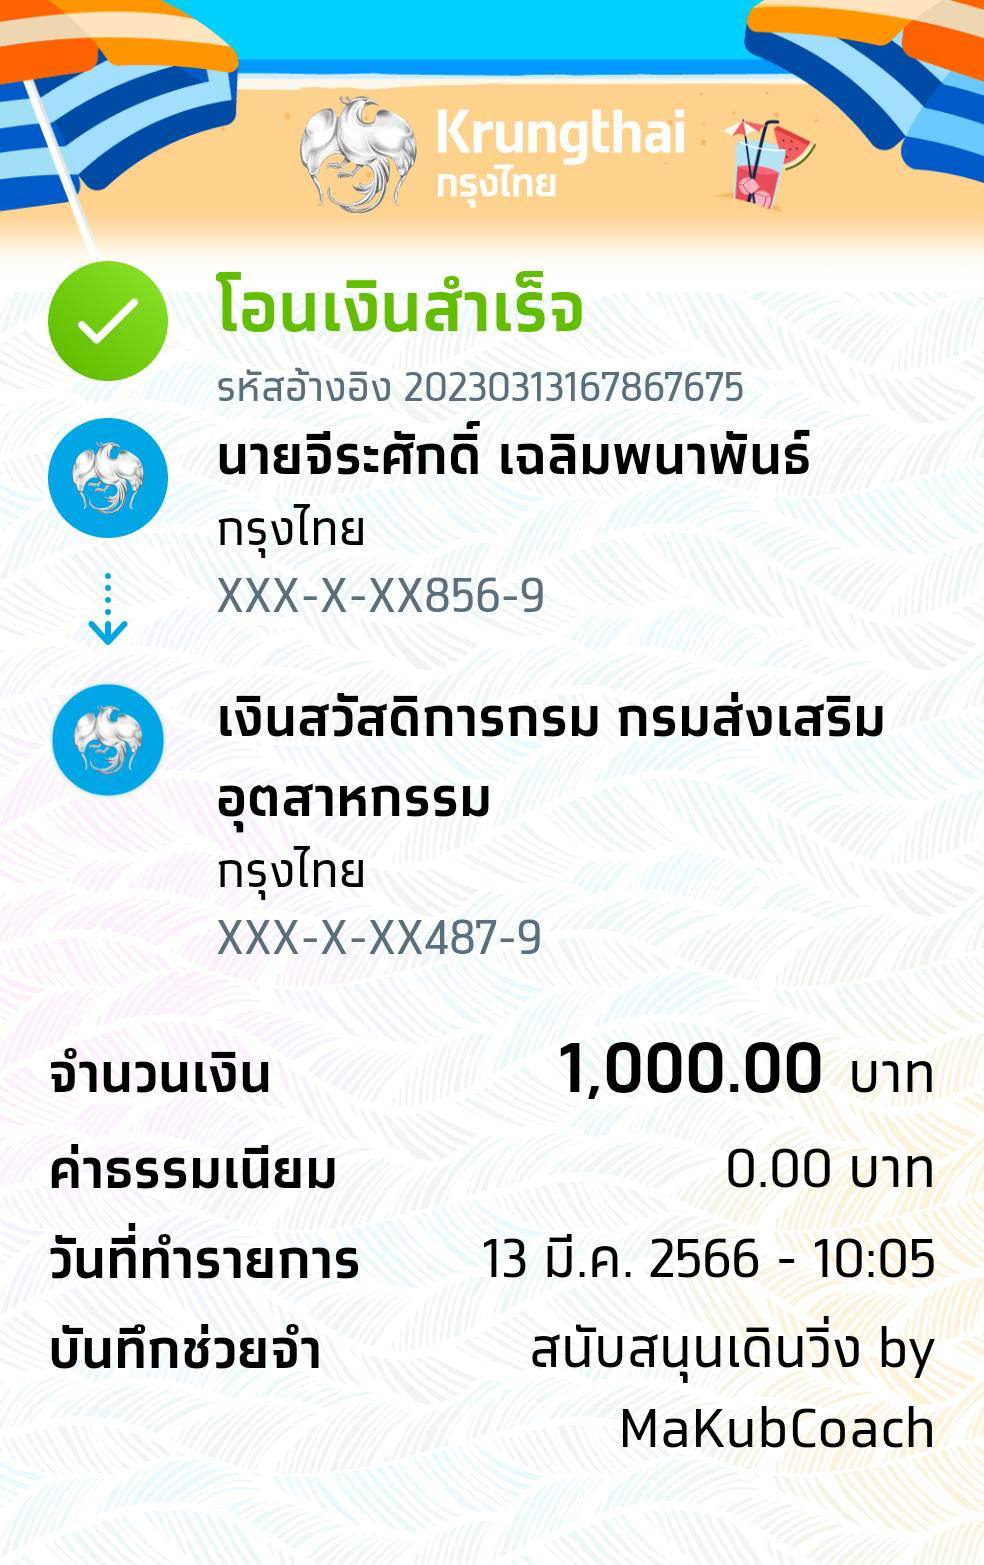 Krungthai
กรุงไทย
โอนเงินสำเร็จ
รหัสอ้างอิง 20230313167867675
นายจีระศักดิ์ เฉลิมพนาพันธ์
กรุงไทย
XXX-X-XX856-9
เงินสวัสดิการกรม กรมส่งเสริม
อุตสาหกรรม
กรุงไทย
XXX-X-XX487-9
จำนวนเงิน 1,000.00 บาท
ค่าธรรมเนียม 0.00 บาท
วันที่ทำรายการ 13 มี.ค. 2566 - 10:05
บันทึกช่วยจำ สนับสนุนเดินวิ่ง by
MaKubCoach